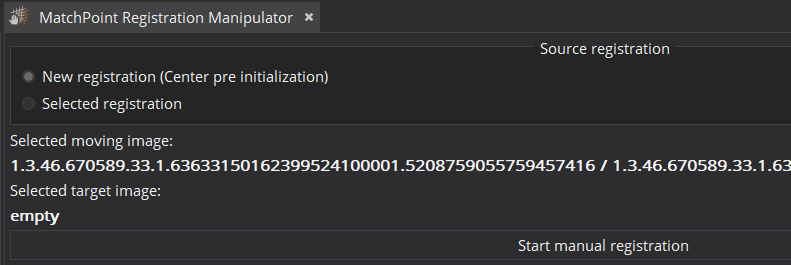 MatchPoint Registration Manipulator
Source registration
New registration (Center pre initialization)
Selected registration
Selected moving image:
1.3.46.670589.33.1.63633150162399524100001.5208759055759457416 / 1.3.46.670589.33.1.63
Selected target image:
empty
Start manual registration